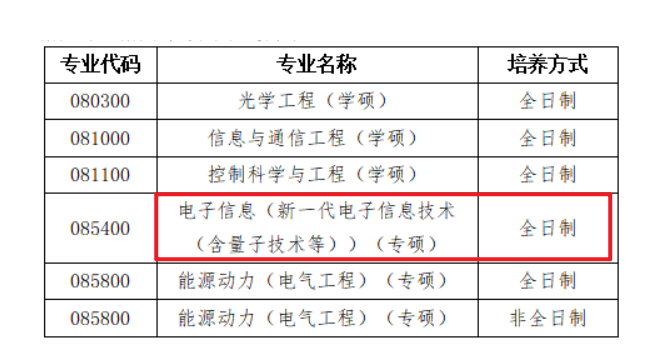 专业代码 专业名称 培养方式
080300 光学工程（学硕） 全日制
081000 信息与通信工程（学硕） 全日制
081100 控制科学与工程（学硕） 全日制
085400 电子信息（新一代电子信息技术
（含量子技术等））（专硕） 全日制
085800 能源动力（电气工程）（专硕） 全日制
085800 能源动力（电气工程）（专硕） 非全日制